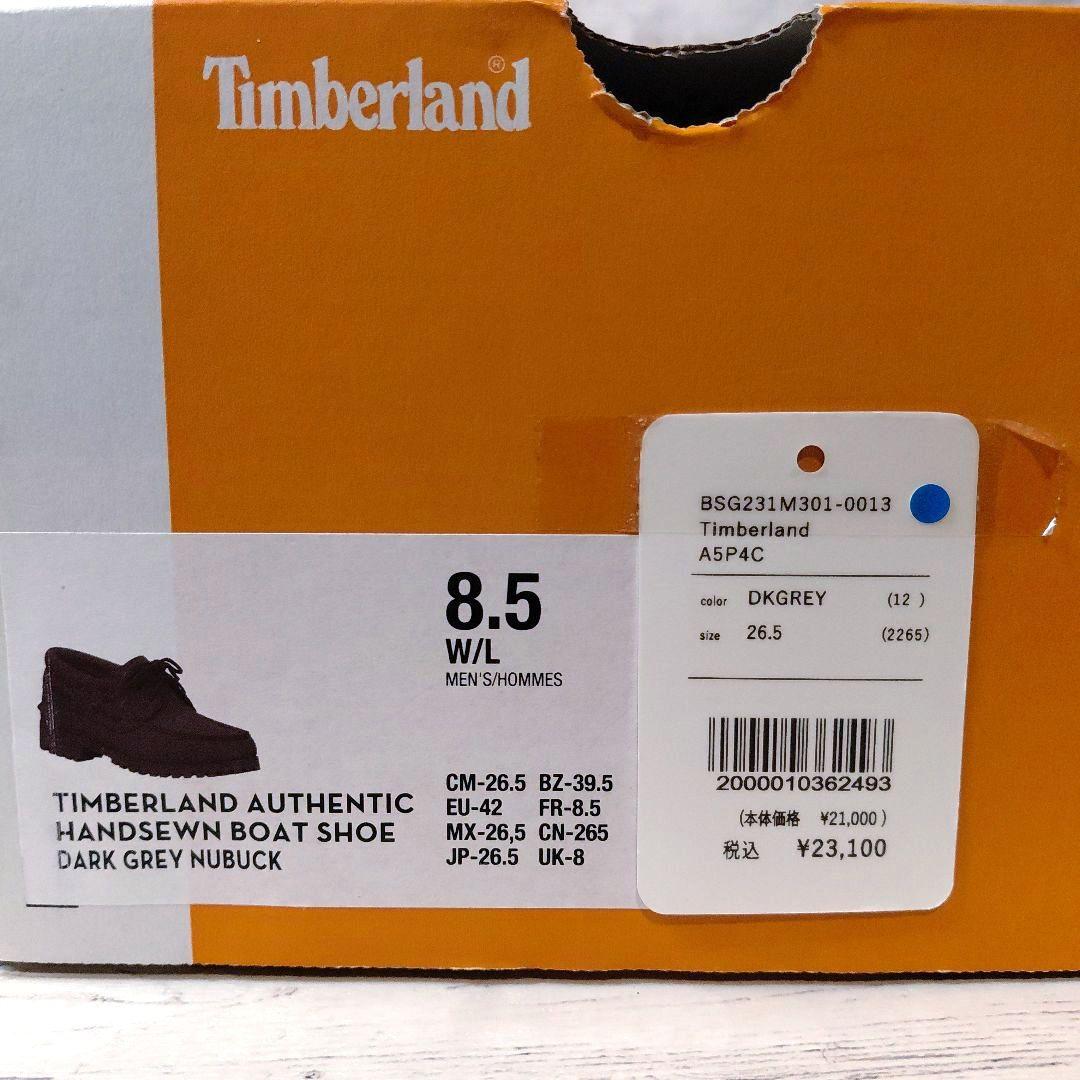 Timberland®
8.5
W/L
MEN'S/HOMMES
TIMBERLAND AUTHENTIC
HANDSEWN BOAT SHOE
DARK GREY NUBUCK
CM-26.5 BZ-39.5
EU-42 FR-8.5
MX-26,5 CN-265
JP-26.5 UK-8
BSG231M301-0013
Timberland
A5P4C
color DKGREY (12 )
size 26.5 (2265)
2000010362493
(本体価格 ¥21,000 )
税込 ¥23,100